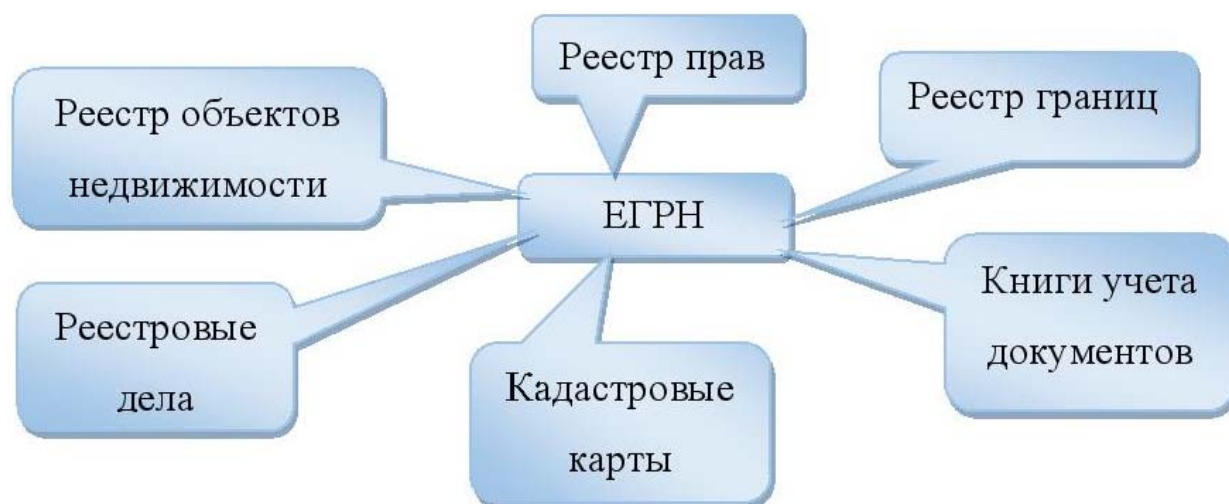 Реестр прав
Реестр объектов
недвижимости
Реестр границ
ЕГРН
Реестровые
дела
Кадастровые
карты
Книги учета
документов